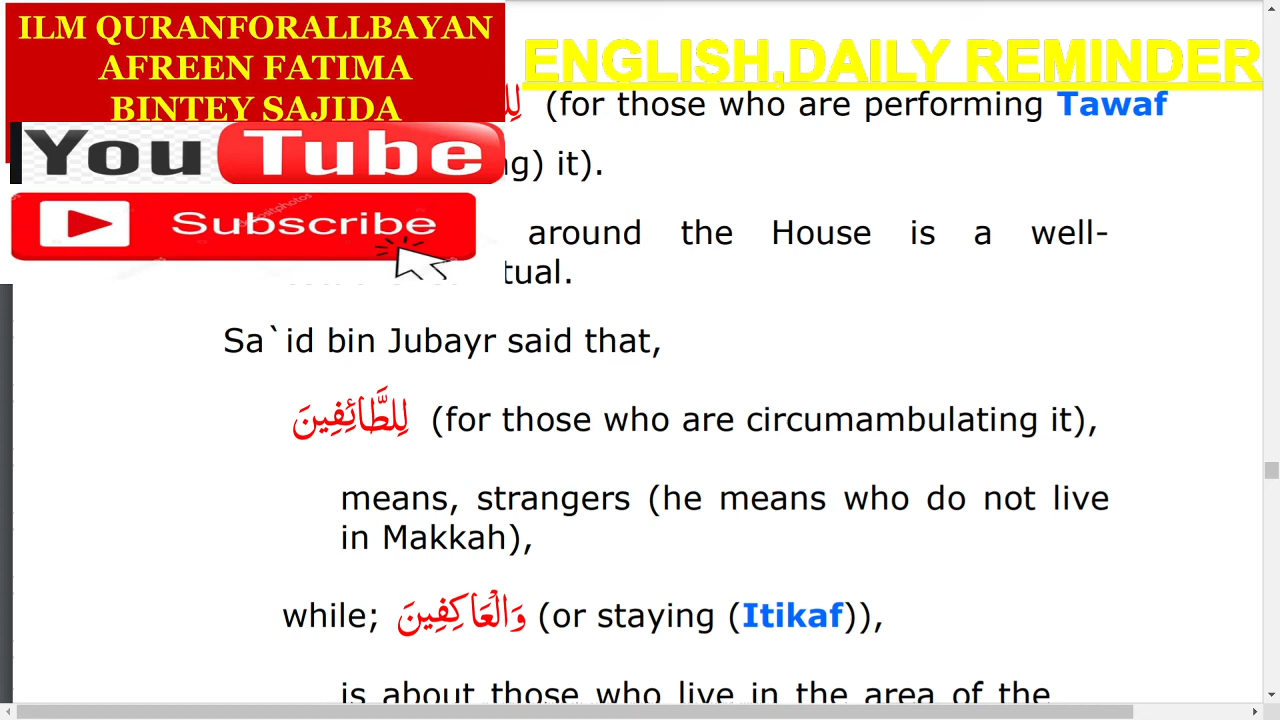 ILM QURANFORALLBAYAN
AFREEN FATIMA
BINTEY SAJIDA
ENGLISH,DAILY REMINDER
(for those who are performing Tawaf
You Tube
ng) it).
Subscribe
around the House is a well-
tual.
Sa`id bin Jubayr said that,
لِلطَّائِفِينَ (for those who are circumambulating it),
means, strangers (he means who do not live
in Makkah),
while; وَالْعَاكِفِينَ (or staying (Itikaf)),
is about those who live in the area of the